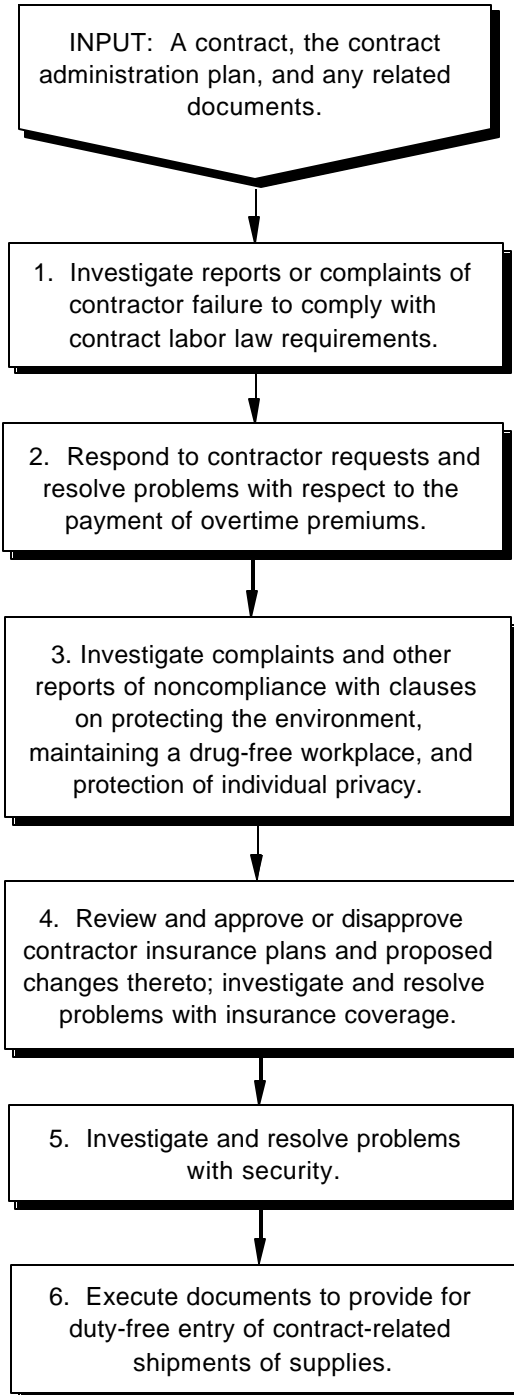 INPUT: A contract, the contract
administration plan, and any related
documents.
1. Investigate reports or complaints of
contractor failure to comply with
contract labor law requirements.
2. Respond to contractor requests and
resolve problems with respect to the
payment of overtime premiums.
3. Investigate complaints and other
reports of noncompliance with clauses
on protecting the environment,
maintaining a drug-free workplace, and
protection of individual privacy.
4. Review and approve or disapprove
contractor insurance plans and proposed
changes thereto; investigate and resolve
problems with insurance coverage.
5. Investigate and resolve problems
with security.
6. Execute documents to provide for
duty-free entry of contract-related
shipments of supplies.